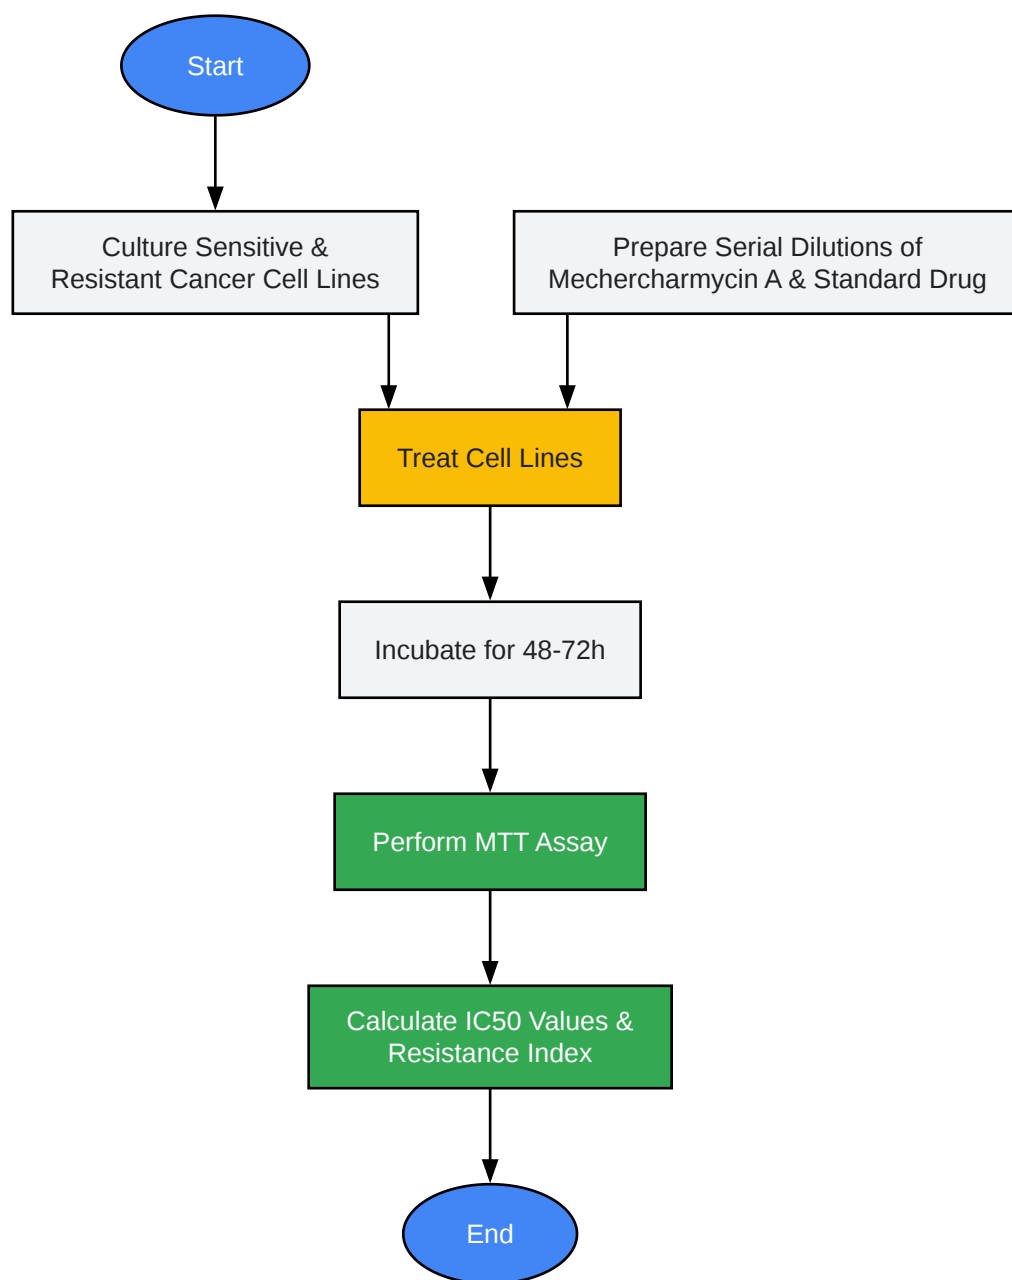 Start
Culture Sensitive &
Resistant Cancer Cell Lines
Prepare Serial Dilutions of
Mechercharmycin A & Standard Drug
Treat Cell Lines
Incubate for 48-72h
Perform MTT Assay
Calculate IC50 Values &
Resistance Index
End